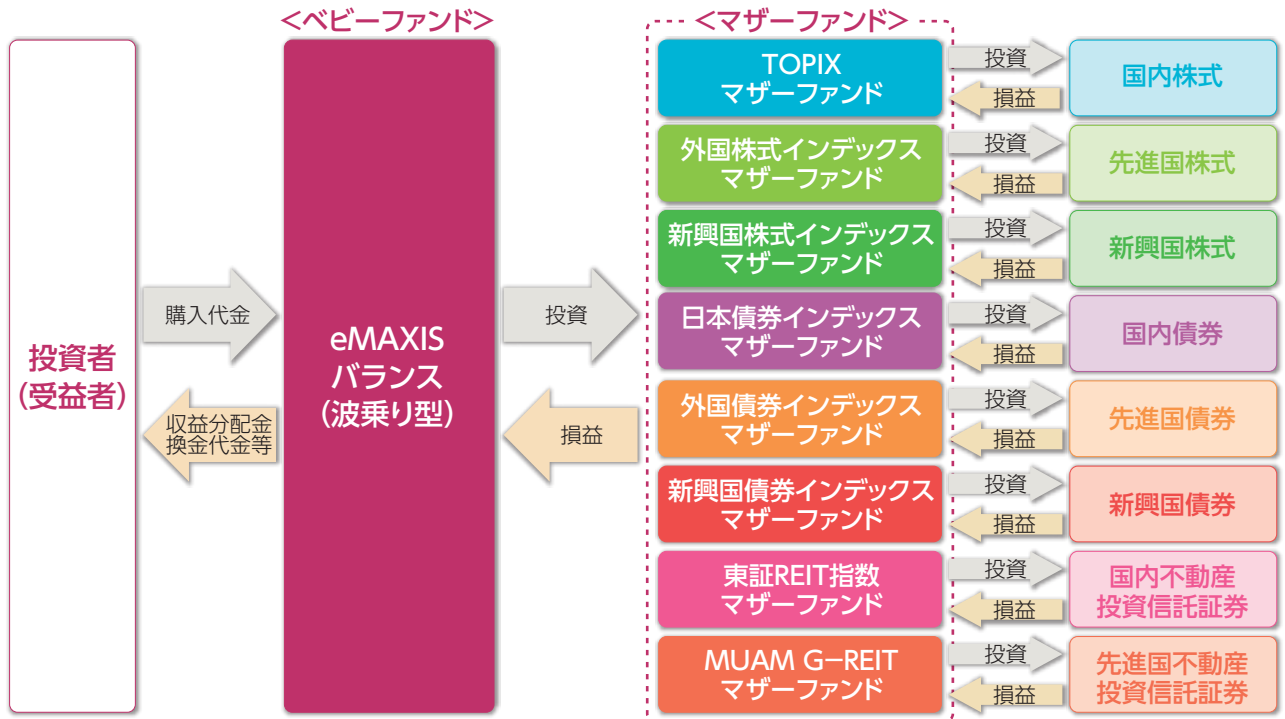 <ベビーファンド>
<マザーファンド>
投資者
(受益者)
購入代金
収益分配金
換金代金等
eMAXIS
バランス
(波乗り型)
投資
損益
TOPIX
マザーファンド
投資
損益
国内株式
外国株式インデックス
マザーファンド
投資
損益
先進国株式
新興国株式インデックス
マザーファンド
投資
損益
新興国株式
日本債券インデックス
マザーファンド
投資
損益
国内債券
外国債券インデックス
マザーファンド
投資
損益
先進国債券
新興国債券インデックス
マザーファンド
投資
損益
新興国債券
東証REIT指数
マザーファンド
投資
損益
国内不動産
投資信託証券
MUAM G−REIT
マザーファンド
投資
損益
先進国不動産
投資信託証券